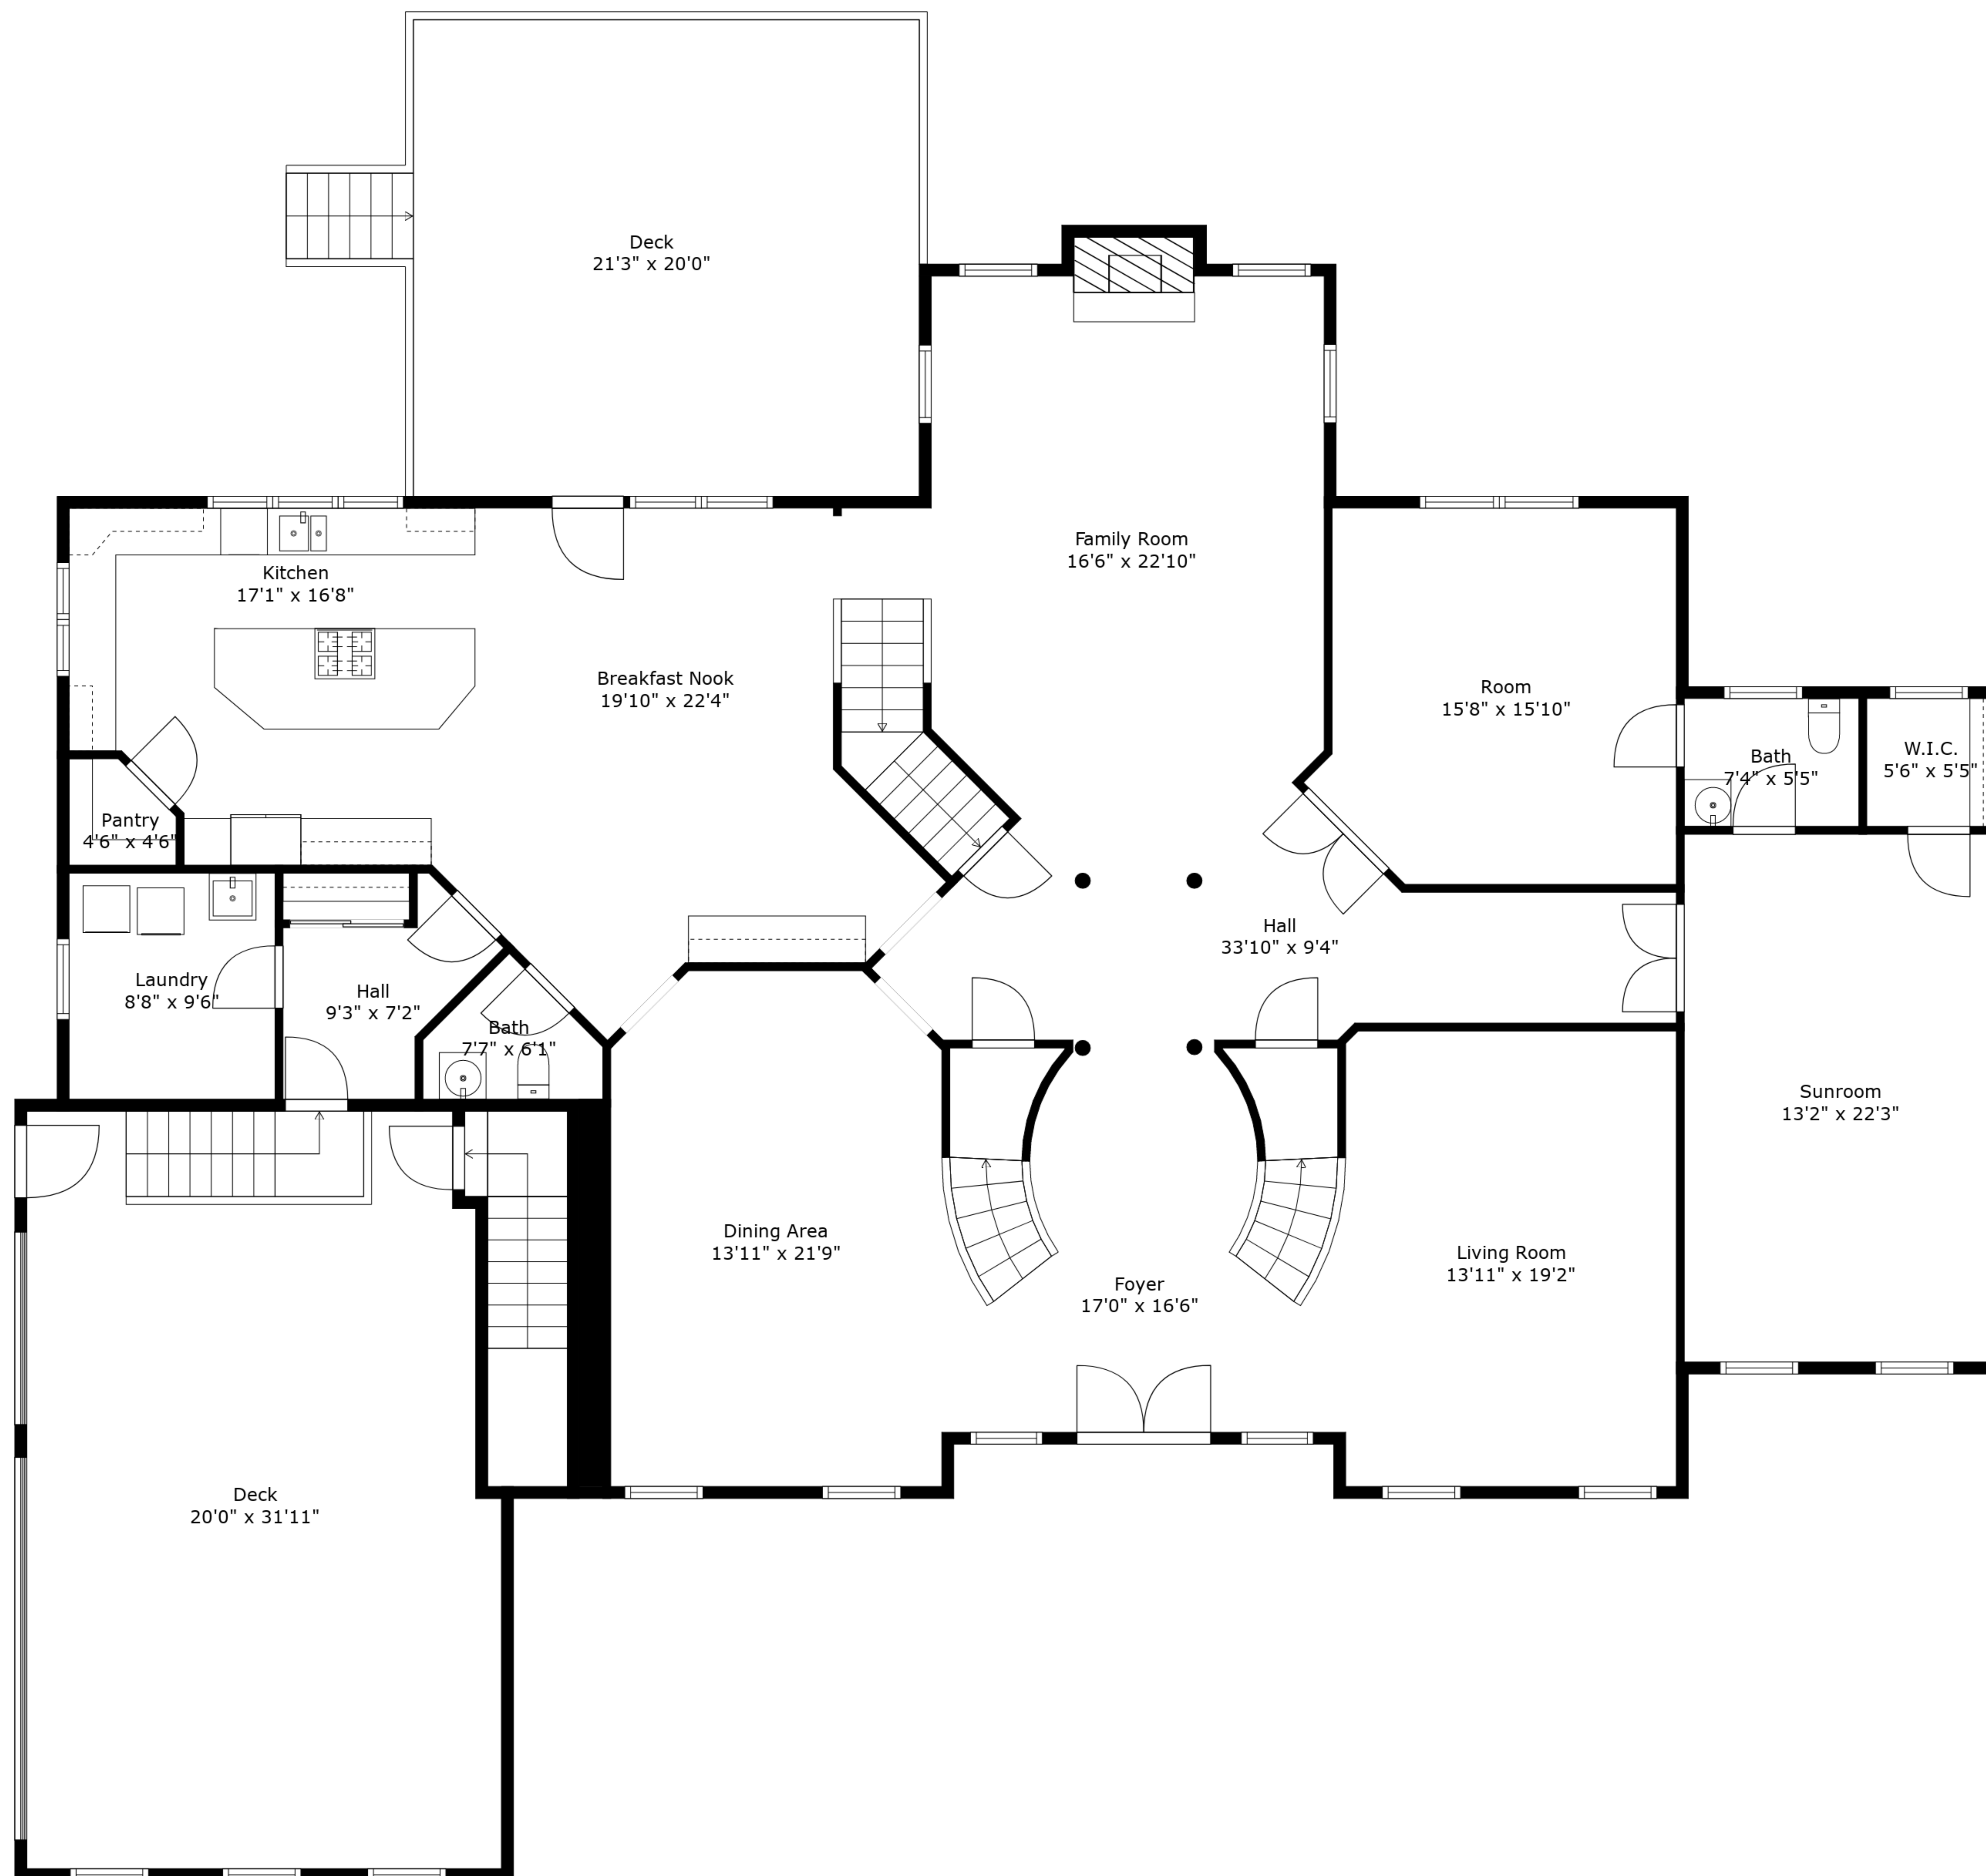 Deck
21'3" x 20'0"
Family Room
16'6" x 22'10"
Kitchen
17'1" x 16'8"
Breakfast Nook
19'10" x 22'4"
Room
15'8" x 15'10"
Bath
7'4" x 5'5"
W.I.C.
5'6" x 5'5"
Pantry
4'6" x 4'6"
Hall
33'10" x 9'4"
Laundry
8'8" x 9'6"
Hall
9'3" x 7'2"
Bath
7'7" x 6'1"
Sunroom
13'2" x 22'3"
Dining Area
13'11" x 21'9"
Living Room
13'11" x 19'2"
Foyer
17'0" x 16'6"
Deck
20'0" x 31'11"